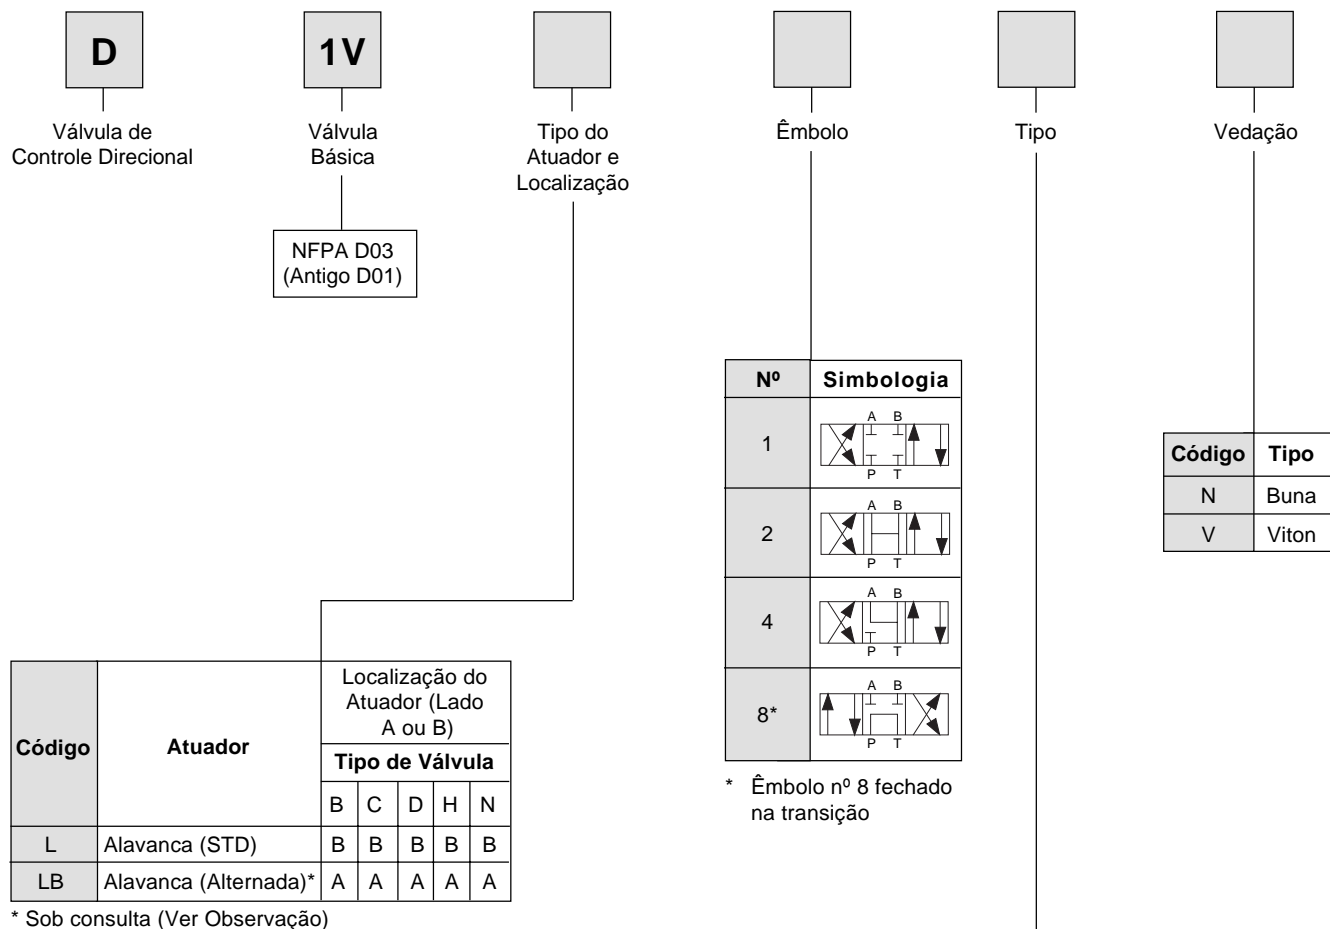 D
1V
Válvula de
Controle Direcional
Válvula
Básica
Tipo do
Atuador e
Localização
Êmbolo
Tipo
Vedação
NFPA D03
(Antigo D01)
Nº Simbologia
1
A B
P T
2
A B
P T
4
A B
P T
8*
A B
P T
* Êmbolo nº 8 fechado
na transição
Código Tipo
N Buna
V Viton
Código Atuador
Localização do
Atuador (Lado
A ou B)
Tipo de Válvula
B C D H N
L Alavanca (STD) B B B B B
LB Alavanca (Alternada)* A A A A A
* Sob consulta (Ver Observação)